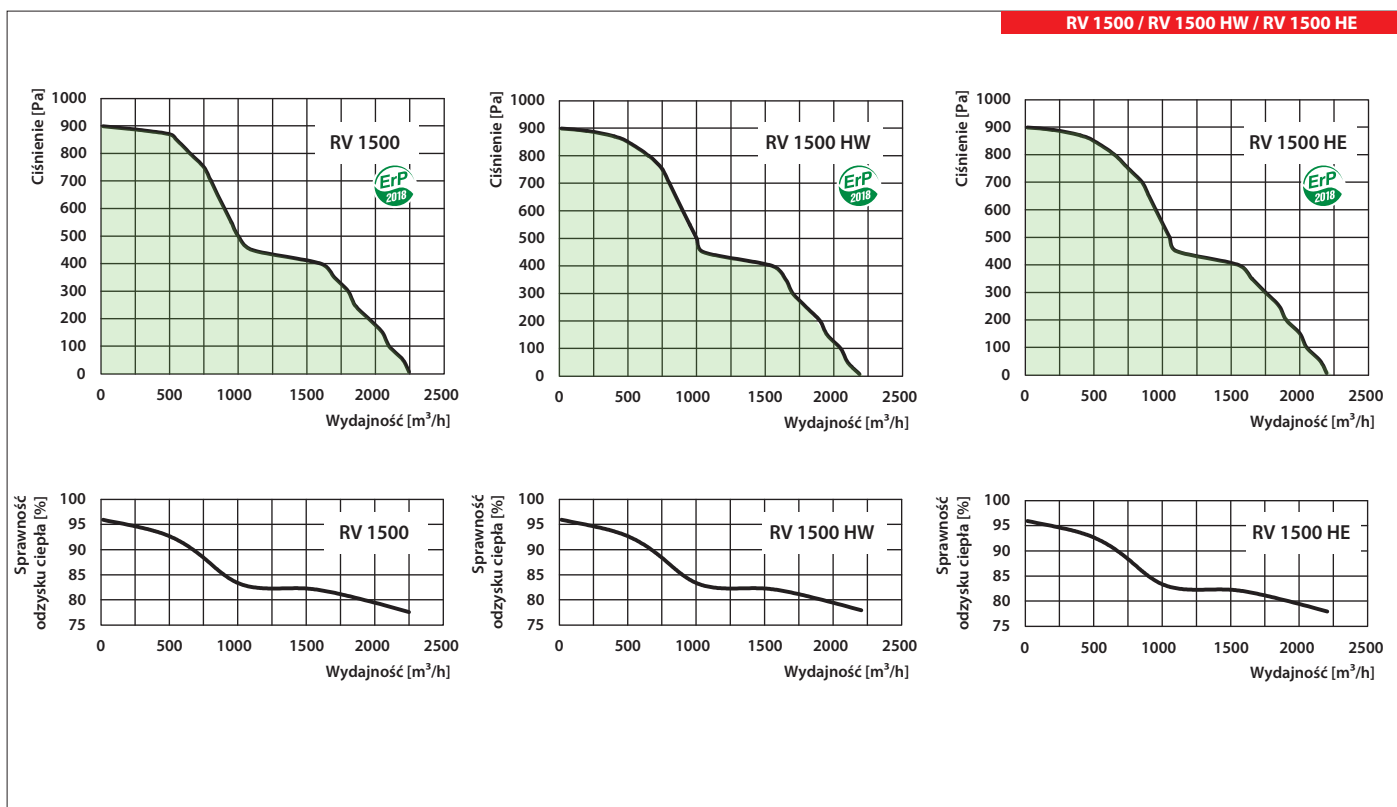 RV 1500 / RV 1500 HW / RV 1500 HE
Ciśnienie [Pa]
1000
900
800
700
600
500
400
300
200
100
0
RV 1500
ErP
2018
0 500 1000 1500 2000 2500
Wydajność [m³/h]
Ciśnienie [Pa]
1000
900
800
700
600
500
400
300
200
100
0
RV 1500 HW
ErP
2018
0 500 1000 1500 2000 2500
Wydajność [m³/h]
Ciśnienie [Pa]
1000
900
800
700
600
500
400
300
200
100
0
RV 1500 HE
ErP
2018
0 500 1000 1500 2000 2500
Wydajność [m³/h]
Sprawność
odzysku ciepła [%]
100
95
90
85
80
75
RV 1500
0 500 1000 1500 2000 2500
Wydajność [m³/h]
Sprawność
odzysku ciepła [%]
100
95
90
85
80
75
RV 1500 HW
0 500 1000 1500 2000 2500
Wydajność [m³/h]
Sprawność
odzysku ciepła [%]
100
95
90
85
80
75
RV 1500 HE
0 500 1000 1500 2000 2500
Wydajność [m³/h]